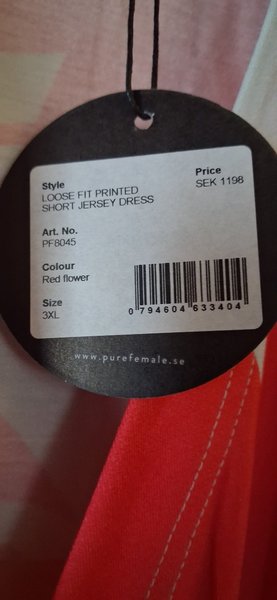 Style
LOOSE FIT PRINTED
SHORT JERSEY DRESS
Price
SEK 1198
Art. No.
PF8045
Colour
Red flower
Size
3XL
0 794604 633404
www.purefemale.se